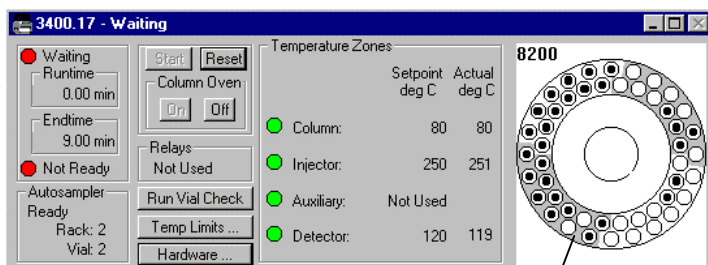 3400.17 - Waiting
Waiting
Runtime
0.00 min
Endtime
9.00 min
Not Ready
Autosampler
Ready
Rack: 2
Vial: 2
Start Reset
Column Oven
On Off
Relays
Not Used
Run Vial Check
Temp Limits ...
Hardware ...
Temperature Zones
Setpoint Actual
deg C deg C
Column: 80 80
Injector: 250 251
Auxiliary: Not Used
Detector: 120 119
8200